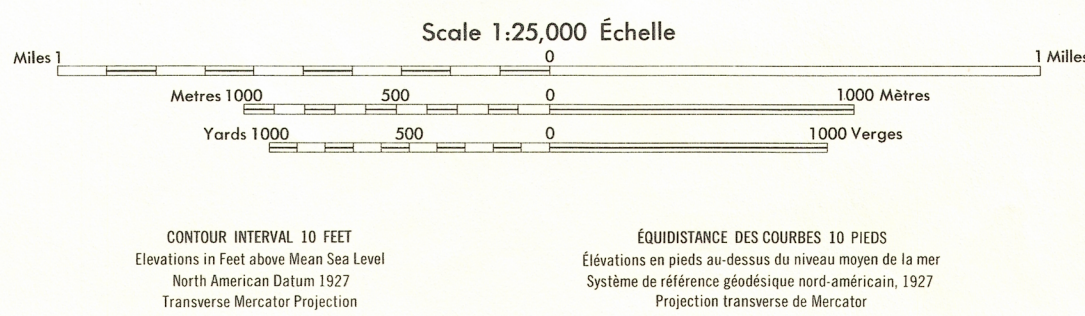 Scale 1:25,000 Échelle
Miles 1 0 1 Milles
Metres 1000 500 0 1000 Mètres
Yards 1000 500 0 1000 Verges
CONTOUR INTERVAL 10 FEET
Elevations in Feet above Mean Sea Level
North American Datum 1927
Transverse Mercator Projection
ÉQUIDISTANCE DES COURBES 10 PIEDS
Élévations en pieds au-dessus du niveau moyen de la mer
Système de référence géodésique nord-américain, 1927
Projection transverse de Mercator